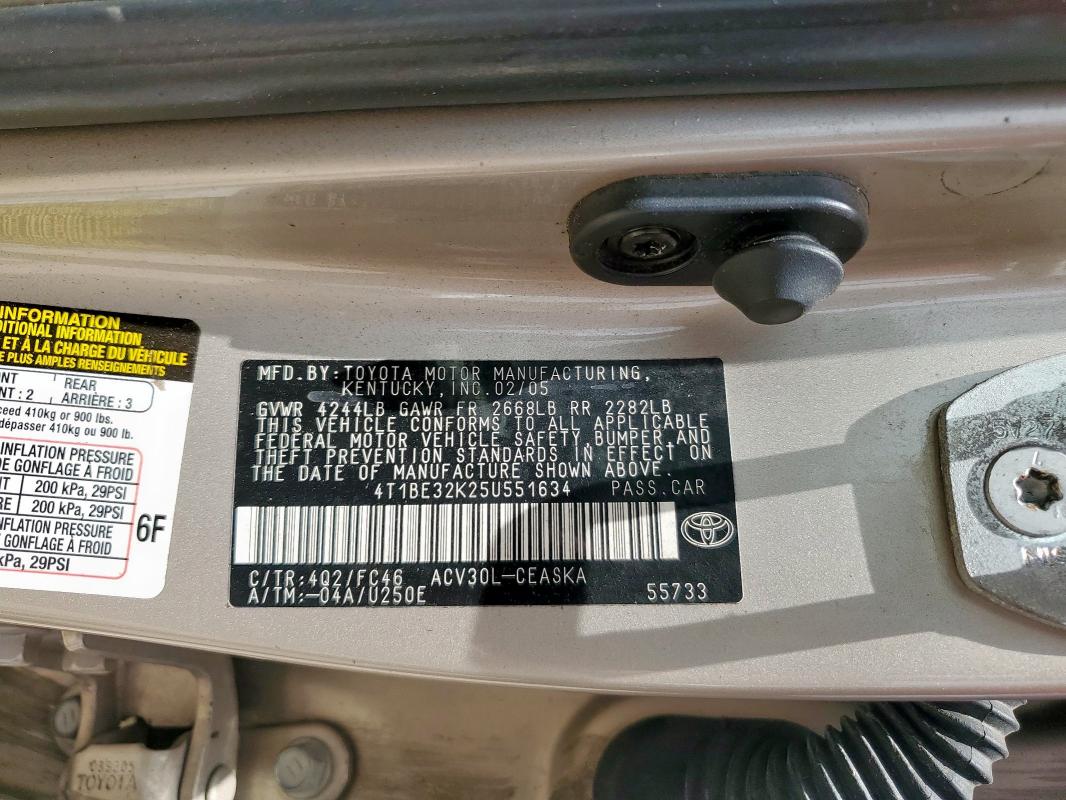 INFORMATION
ITIONAL INFORMATION
ET À LA CHARGE DU VÉHICULE
PLUS AMPLES RENSEIGNEMENTS
NT : 2
REAR
ARRIÈRE : 3
ceed 410kg or 900 lbs.
dépasser 410kg ou 900 lb.
INFLATION PRESSURE
DE GONFLAGE À FROID
200 kPa, 29PSI
RE 200 kPa, 29PSI
NFLATION PRESSURE
GONFLAGE À FROID
kPa, 29PSI
6F
MFD.BY: TOYOTA MOTOR MANUFACTURING,
KENTUCKY, INC. 02/05
GVWR 4244LB GAWR FR 2668LB RR 2282LB
THIS VEHICLE CONFORMS TO ALL APPLICABLE
FEDERAL MOTOR VEHICLE SAFETY, BUMPER, AND
THEFT PREVENTION STANDARDS IN EFFECT ON
THE DATE OF MANUFACTURE SHOWN ABOVE.
4T1BE32K25U551634 PASS.CAR
C/TR:4Q2/FC46 ACV30L-CEASKA
A/TM:-04A/U250E 55733
TOYOTA